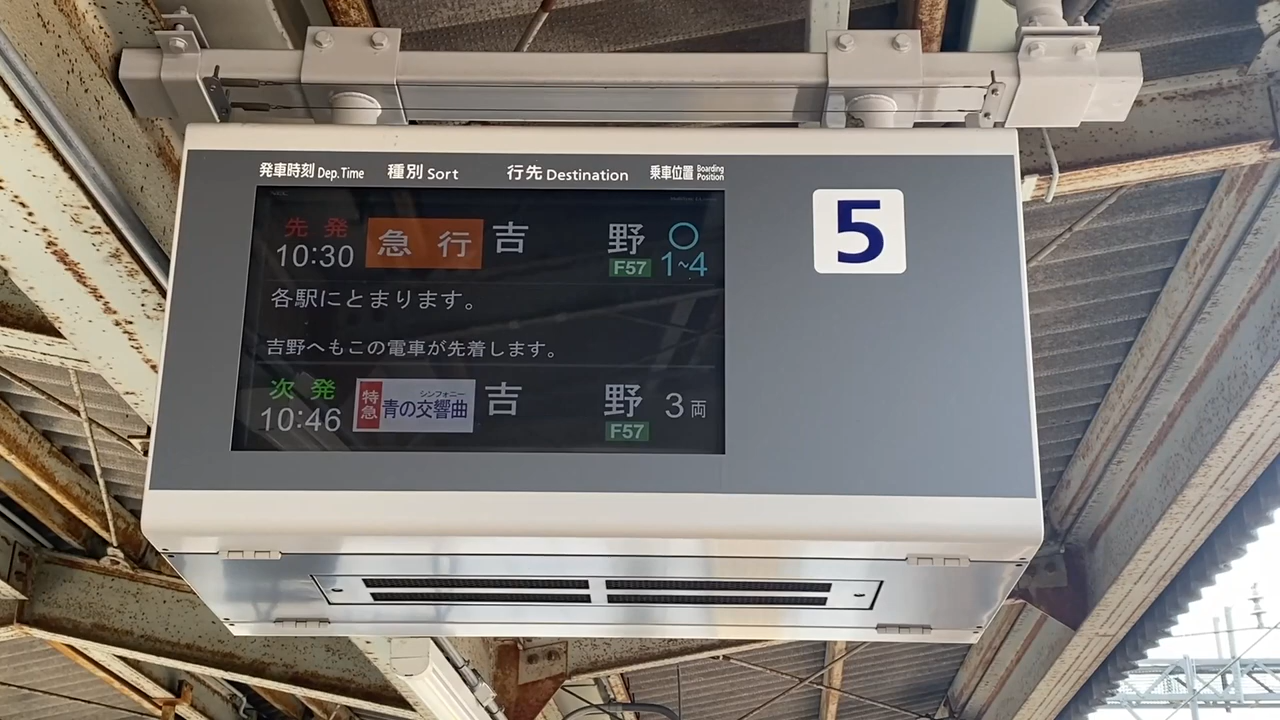 発車時刻 Dep. Time 種別 Sort 行先 Destination 乗車位置 Boarding Position
5
先発 急行 吉野 ○
10:30 F57 1~4
各駅にとまります。
吉野へもこの電車が先着します。
次発 特急 シンフォニー 青の交響曲 吉野 3両
10:46 F57